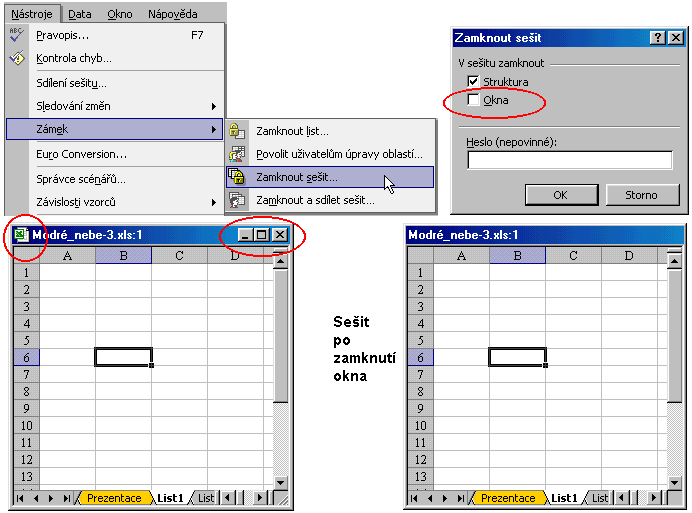 Nástroje Data Okno Nápověda
ABC Pravopis... F7
Kontrola chyb...
Sdílení sešitu...
Sledování změn
Zámek
Euro Conversion...
Správce scénářů...
Závislosti vzorců
Zamknout list...
Povolit uživatelům úpravy oblastí...
Zamknout sešit...
Zamknout a sdílet sešit...
Zamknout sešit
V sešitu zamknout
Struktura
Okna
Heslo (nepovinné):
OK Storno
Modré_nebe-3.xls:1
A B C D
1
2
3
4
5
6
7
8
9
10
11
12
13
Prezentace List1 List
Sešit
po
zamknutí
okna
Modré_nebe-3.xls:1
A B C D
1
2
3
4
5
6
7
8
9
10
11
12
13
Prezentace List1 List